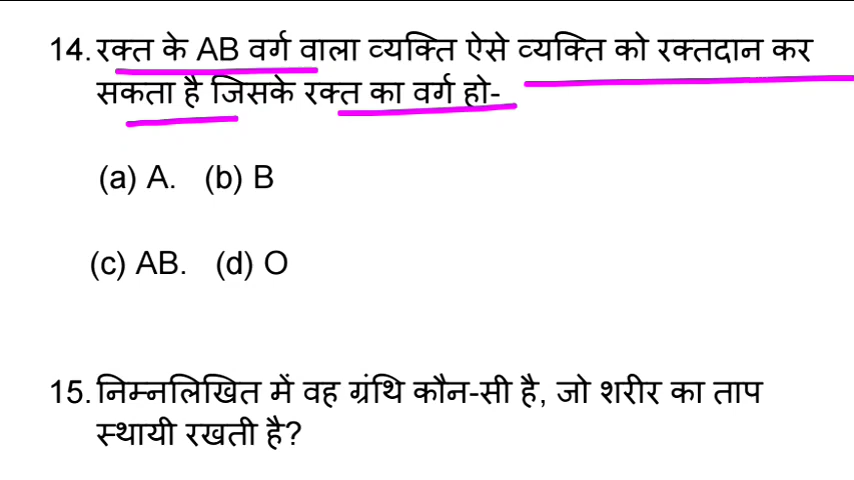 14. रक्त के AB वर्ग वाला व्यक्ति ऐसे व्यक्ति को रक्तदान कर
सकता है जिसके रक्त का वर्ग हो-
(a) A. (b) B
(c) AB. (d) O
15. निम्नलिखित में वह ग्रंथि कौन-सी है, जो शरीर का ताप
स्थायी रखती है?